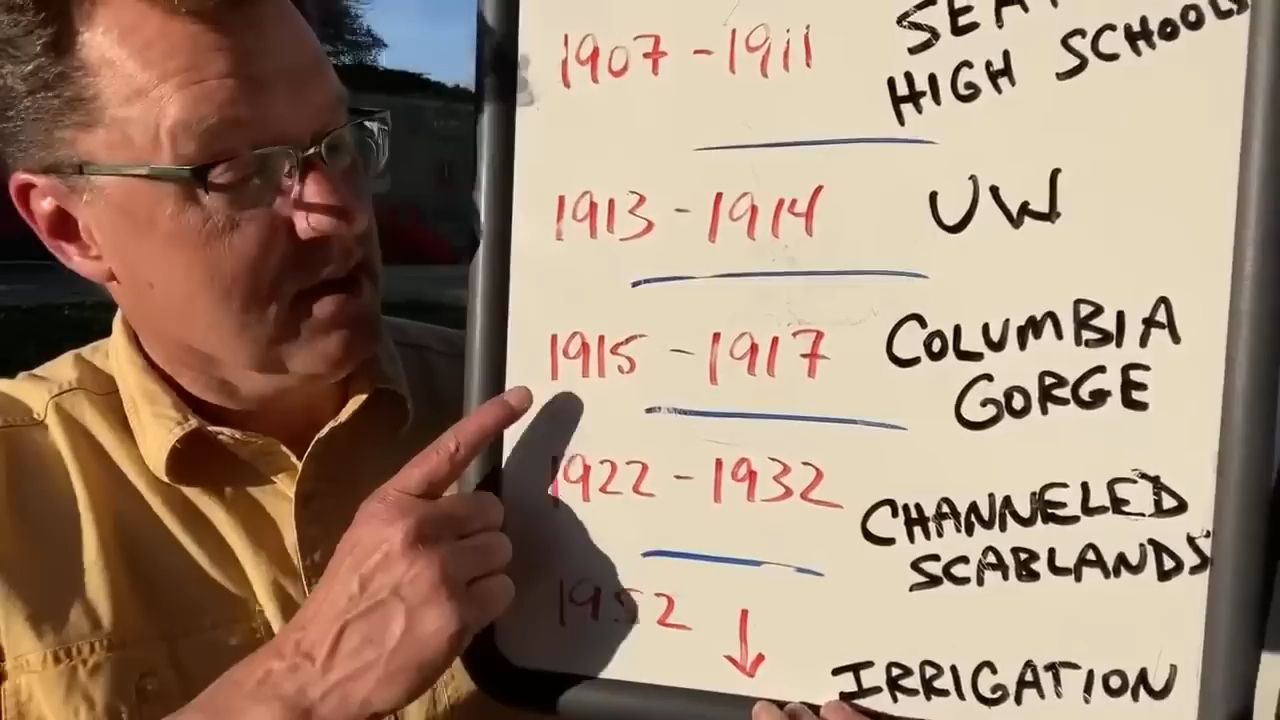 1907 - 1911
HIGH SCHOOLS
1913 - 1914 UW
1915 - 1917 COLUMBIA
GORGE
1922 - 1932 CHANNELED
SCABLANDS
1952 ↓
IRRIGATION